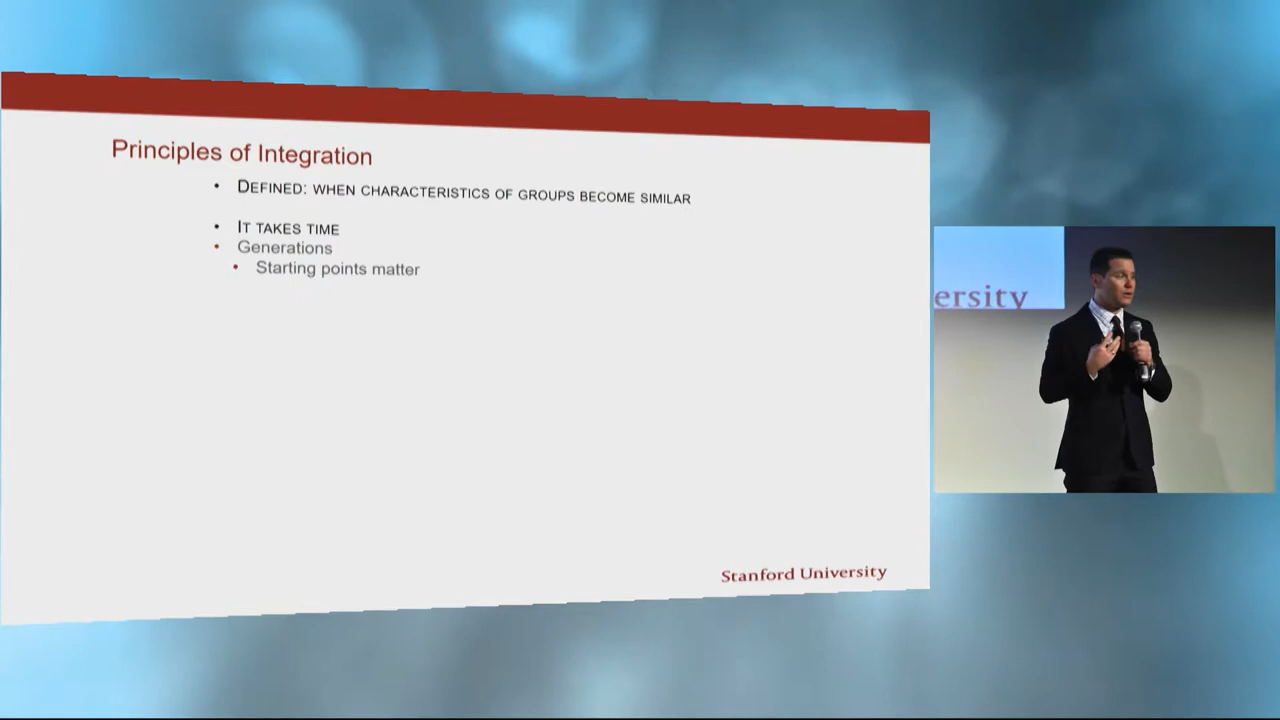 Principles of Integration
• DEFINED: WHEN CHARACTERISTICS OF GROUPS BECOME SIMILAR
• IT TAKES TIME
• Generations
• Starting points matter
Stanford University
ersity